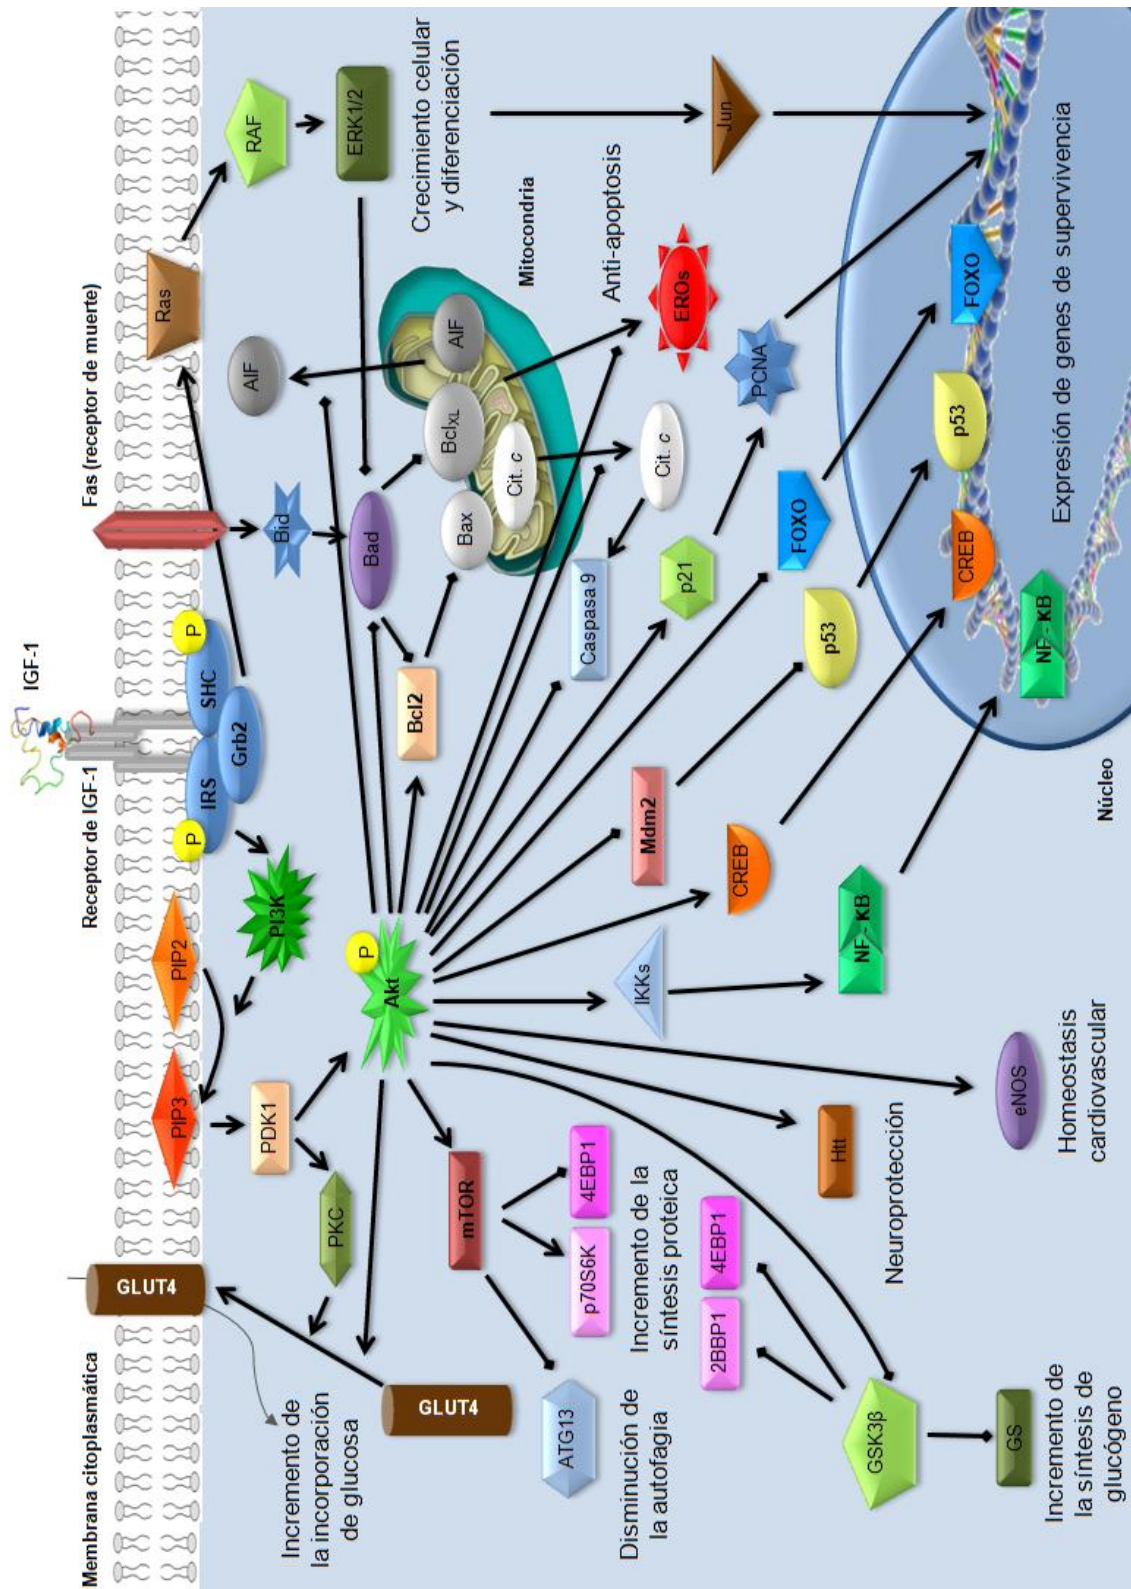 Membrana citoplasmática
Receptor de IGF-1
IGF-1
Fas (receptor de muerte)
GLUT4
PIP3
PIP2
P
IRS
SHC
P
Grb2
Ras
PDK1
PI3K
Bid
AIF
RAF
Incremento de
la incorporación
de glucosa
PKC
GLUT4
P
Akt
Bad
ERK1/2
Crecimiento celular
y diferenciación
mTOR
Bcl2
Bax
BclXL
AIF
Cit. c
Mitocondria
ATG13
Disminución de
la autofagia
p70S6K
4EBP1
Incremento de la
síntesis proteica
Caspasa 9
Cit. c
EROs
Anti-apoptosis
IKKs
Mdm2
p21
PCNA
Jun
2BBP1
4EBP1
CREB
p53
FOXO
NF - KB
GSK3β
Htt
Neuroprotección
GS
Incremento de
la síntesis de
glucógeno
eNOS
Homeostasis
cardiovascular
Núcleo
NF - KB
CREB
p53
FOXO
Expresión de genes de supervivencia